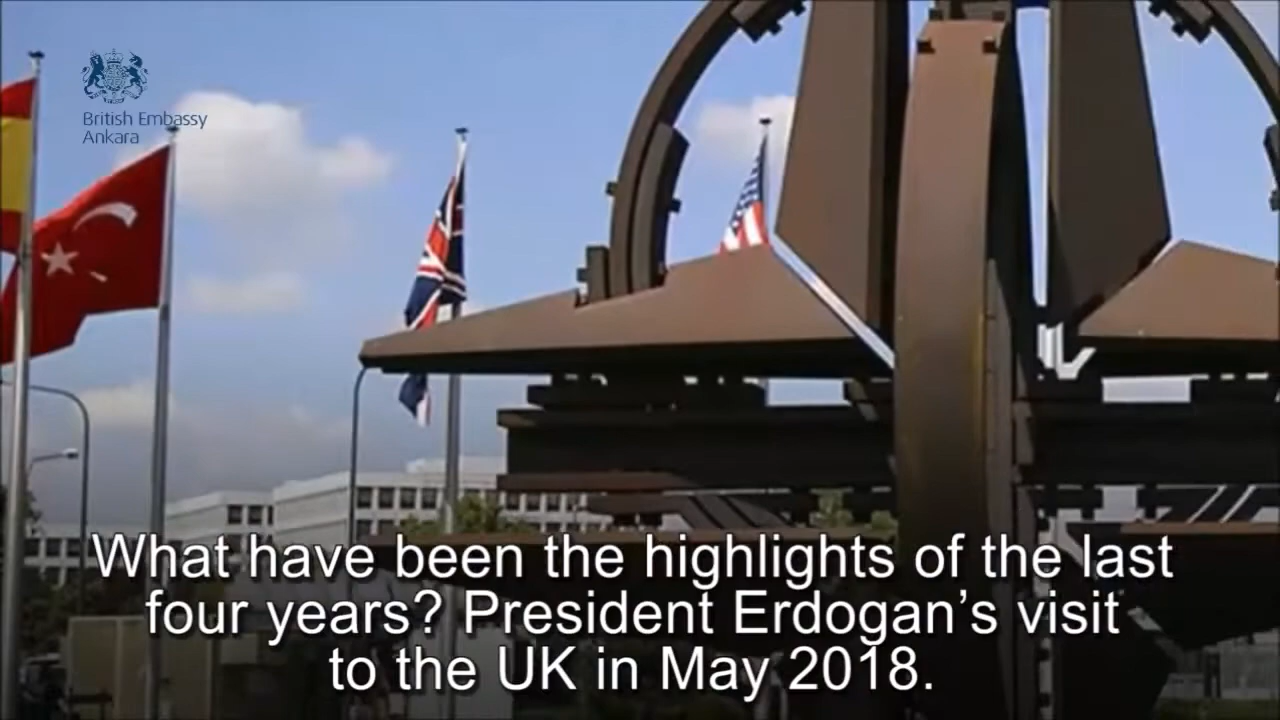 British Embassy
Ankara
What have been the highlights of the last
four years? President Erdogan’s visit
to the UK in May 2018.